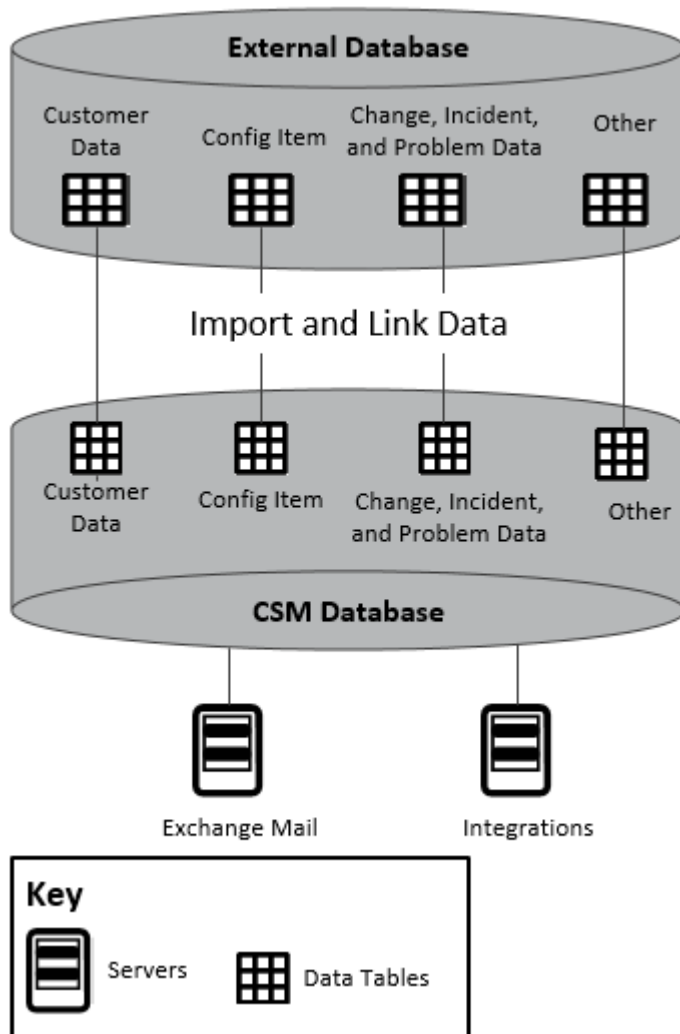 External Database
Customer
Data
Config Item
Change, Incident,
and Problem Data
Other
Import and Link Data
Customer
Data
Config Item
Change, Incident,
and Problem Data
Other
CSM Database
Exchange Mail
Integrations
Key
Servers
Data Tables